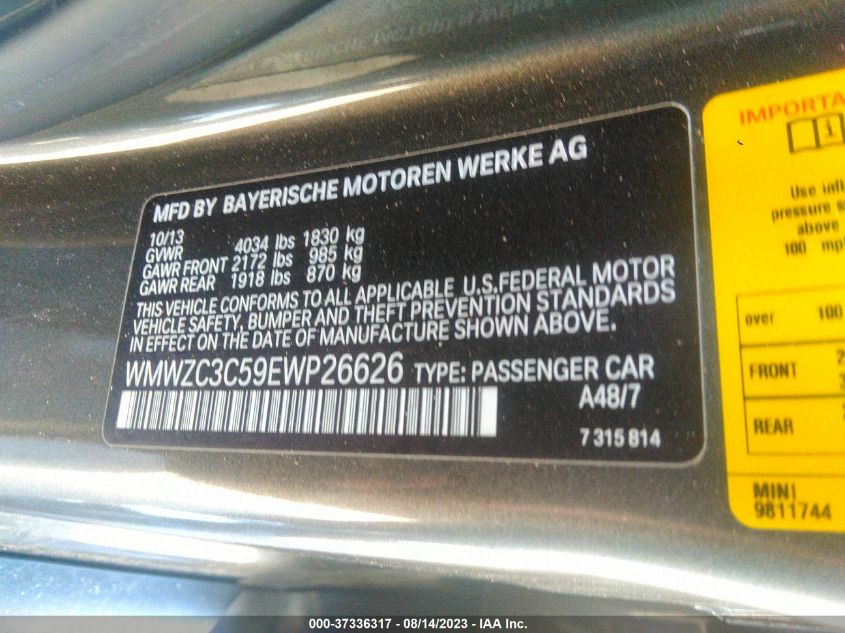 MFD BY BAYERISCHE MOTOREN WERKE AG
10/13
GVWR 4034 lbs 1830 kg
GAWR FRONT 2172 lbs 985 kg
GAWR REAR 1918 lbs 870 kg
THIS VEHICLE CONFORMS TO ALL APPLICABLE U.S.FEDERAL MOTOR
VEHICLE SAFETY, BUMPER AND THEFT PREVENTION STANDARDS
IN EFFECT ON THE DATE OF MANUFACTURE SHOWN ABOVE.
WMWZC3C59EWP26626 TYPE: PASSENGER CAR
A48/7
7 315 814
IMPORTA
Use infl
pressure s
above
100 mph
over 100
FRONT
REAR
MINI
9811744
000-37336317 - 08/14/2023 - IAA Inc.